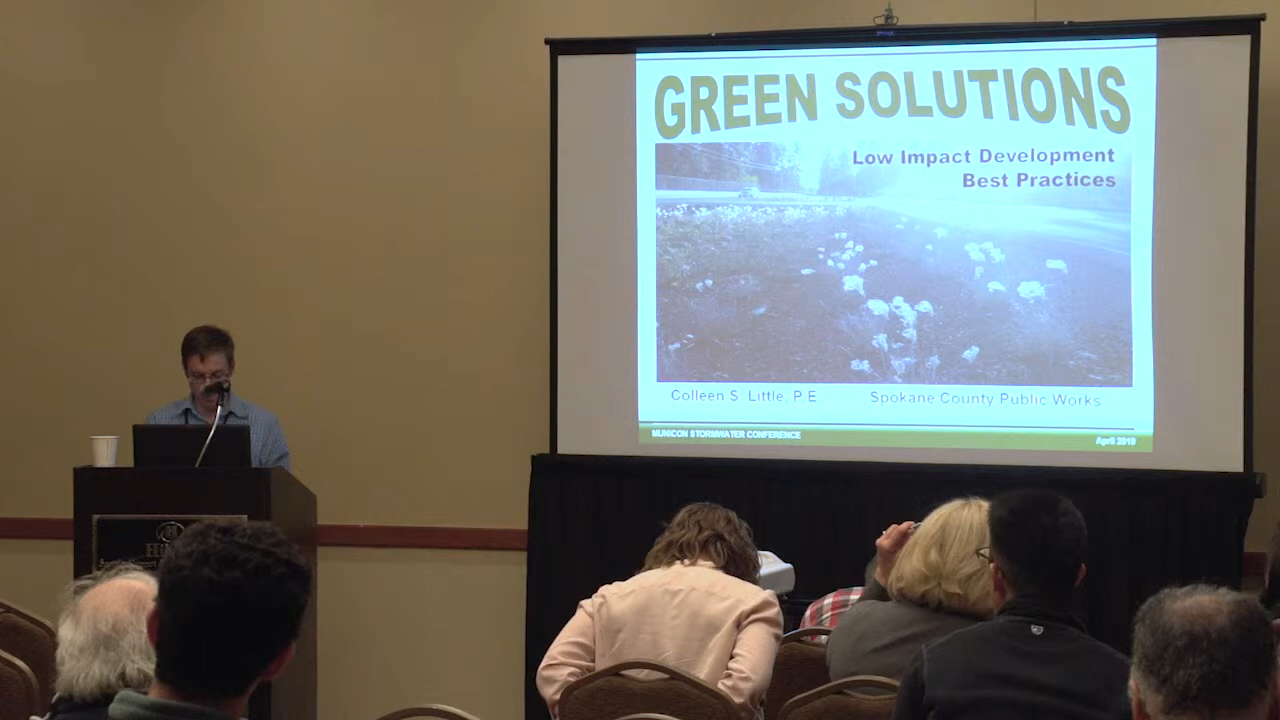 GREEN SOLUTIONS
Low Impact Development
Best Practices
Colleen S. Little, P.E.
Spokane County Public Works
MUNICON STORMWATER CONFERENCE
April 2019